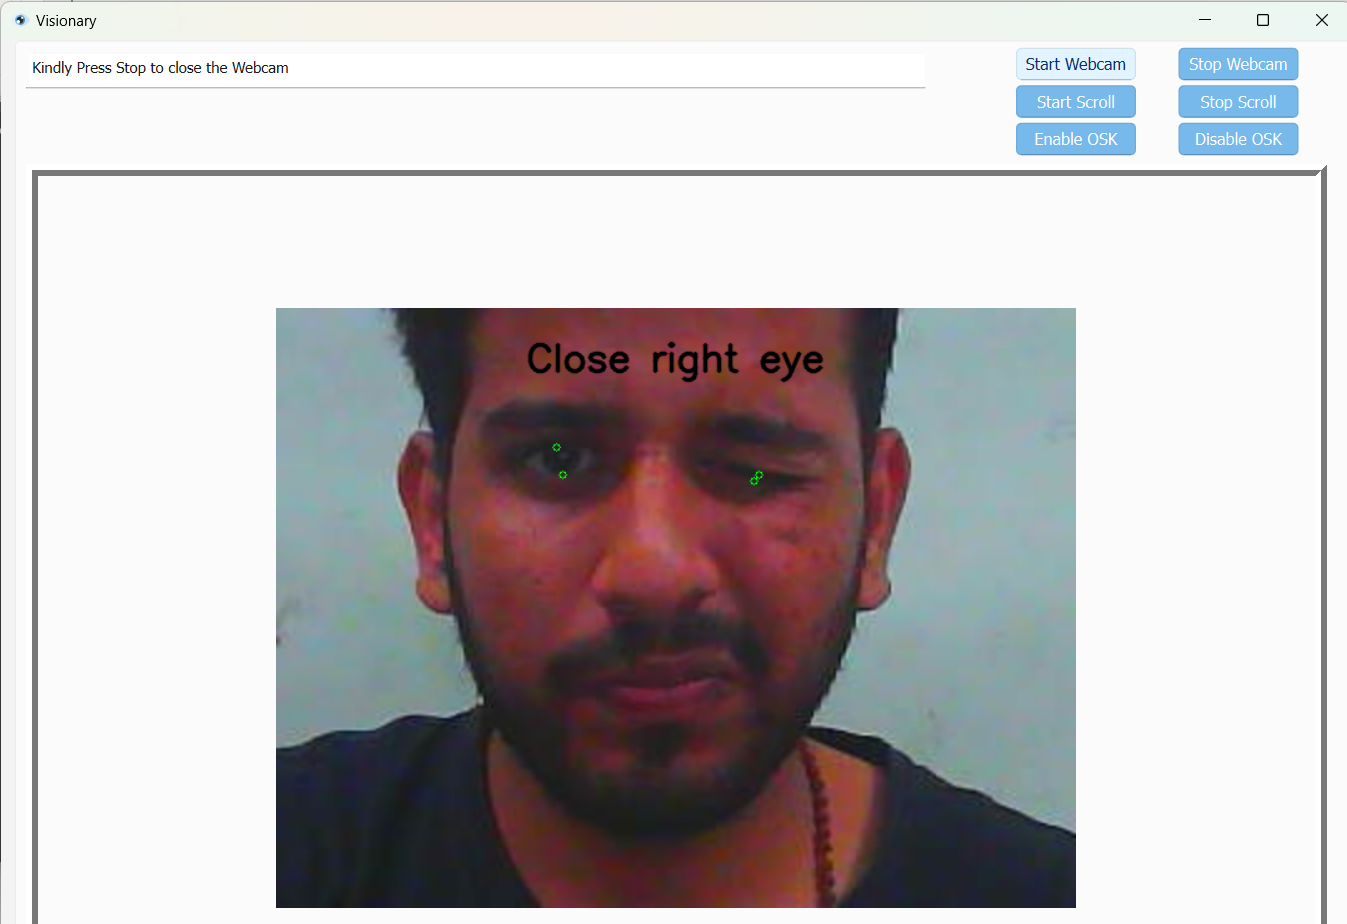 Visionary
Kindly Press Stop to close the Webcam
Start Webcam
Stop Webcam
Start Scroll
Stop Scroll
Enable OSK
Disable OSK
Close right eye